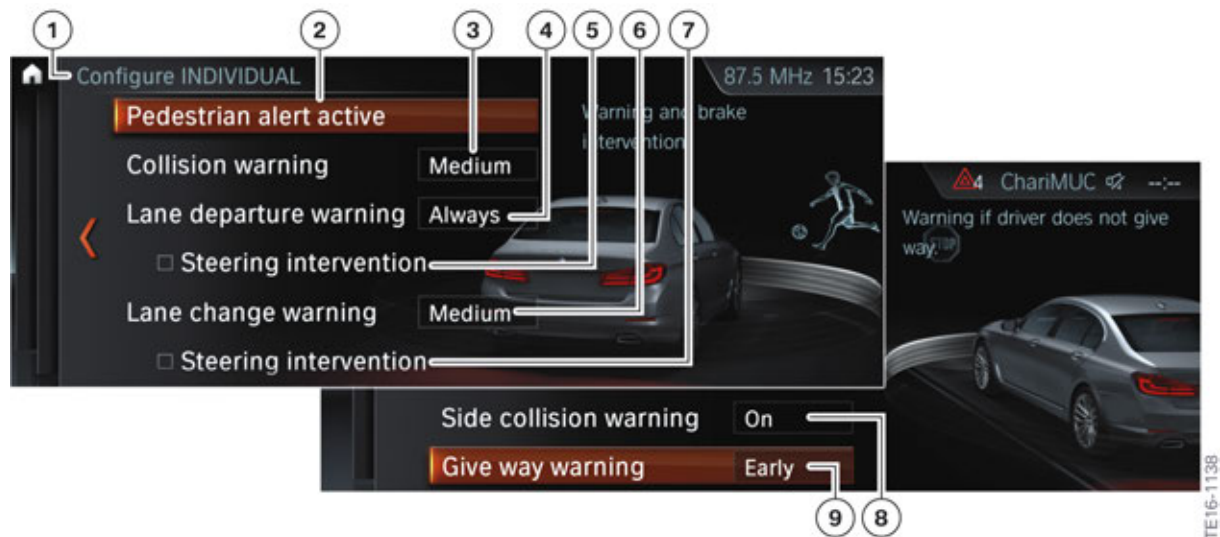 1 2 3 4 5 6 7
Configure INDIVIDUAL 87.5 MHz 15:23
Pedestrian alert active
Warning and brake
intervention
Collision warning Medium
Lane departure warning Always
Steering intervention
Lane change warning Medium
Steering intervention
4 ChariMUC --:--
Warning if driver does not give
way.
STOP
Side collision warning On
Give way warning Early
9 8
TE16-1138